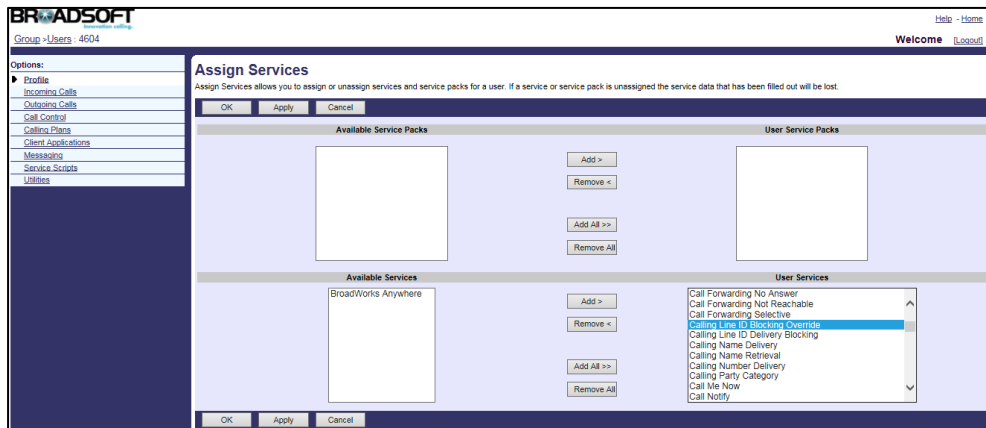 BROADSOFT
innovation calling.
Help - Home
Group >Users : 4604
Welcome [Logout]
Options:
Profile
Incoming Calls
Outgoing Calls
Call Control
Calling Plans
Client Applications
Messaging
Service Scripts
Utilities
Assign Services
Assign Services allows you to assign or unassign services and service packs for a user. If a service or service pack is unassigned the service data that has been filled out will be lost.
OK Apply Cancel
Available Service Packs User Service Packs
Add >
Remove <
Add All >>
Remove All
Available Services User Services
BroadWorks Anywhere
Add >
Remove <
Add All >>
Remove All
Call Forwarding No Answer
Call Forwarding Not Reachable
Call Forwarding Selective
Calling Line ID Blocking Override
Calling Line ID Delivery Blocking
Calling Name Delivery
Calling Name Retrieval
Calling Number Delivery
Calling Party Category
Call Me Now
Call Notify
OK Apply Cancel